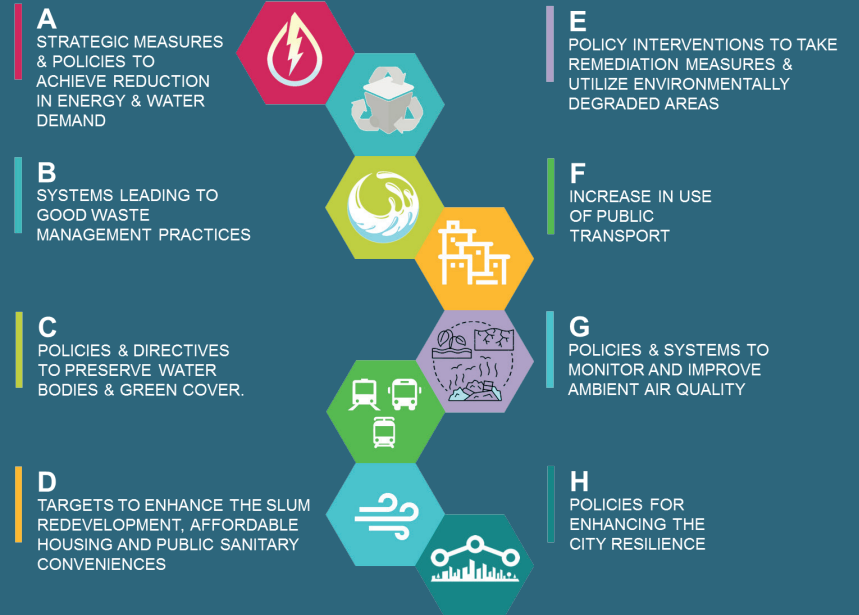 A
STRATEGIC MEASURES
& POLICIES TO
ACHIEVE REDUCTION
IN ENERGY & WATER
DEMAND
B
SYSTEMS LEADING TO
GOOD WASTE
MANAGEMENT PRACTICES
C
POLICIES & DIRECTIVES
TO PRESERVE WATER
BODIES & GREEN COVER.
D
TARGETS TO ENHANCE THE SLUM
REDEVELOPMENT, AFFORDABLE
HOUSING AND PUBLIC SANITARY
CONVENIENCES
E
POLICY INTERVENTIONS TO TAKE
REMEDIATION MEASURES &
UTILIZE ENVIRONMENTALLY
DEGRADED AREAS
F
INCREASE IN USE
OF PUBLIC
TRANSPORT
G
POLICIES & SYSTEMS TO
MONITOR AND IMPROVE
AMBIENT AIR QUALITY
H
POLICIES FOR
ENHANCING THE
CITY RESILIENCE